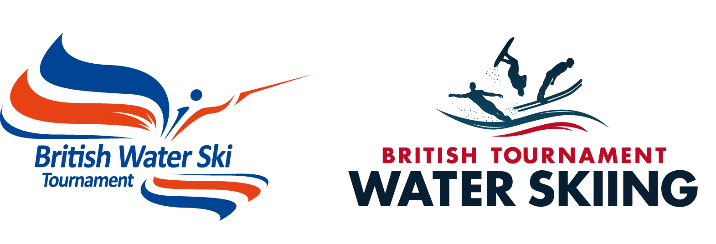 British Water Ski
Tournament
BRITISH TOURNAMENT
WATER SKIING